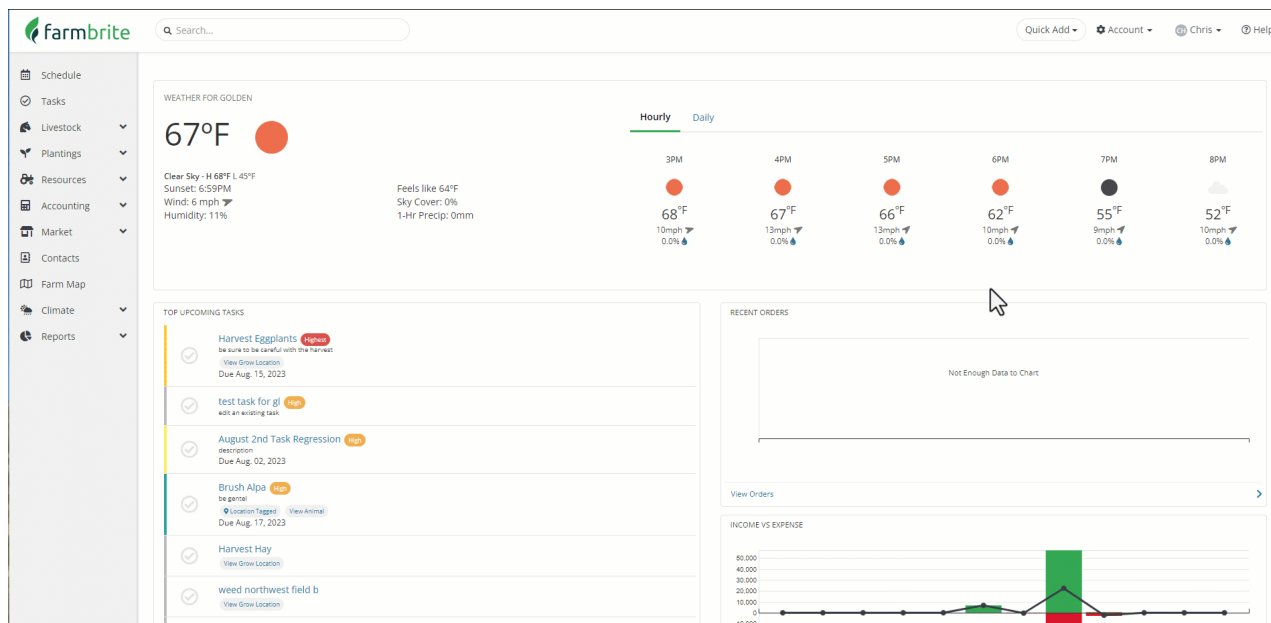 farmbrite
Search...
Quick Add
Account
CH Chris
Help
Schedule
Tasks
Livestock
Plantings
Resources
Accounting
Market
Contacts
Farm Map
Climate
Reports
WEATHER FOR GOLDEN
67°F
Clear Sky - H 68°F L 45°F
Sunset: 6:59PM
Wind: 6 mph
Humidity: 11%
Feels like 64°F
Sky Cover: 0%
1-Hr Precip: 0mm
Hourly Daily
3PM 4PM 5PM 6PM 7PM 8PM
68°F 67°F 66°F 62°F 55°F 52°F
10mph 13mph 13mph 10mph 9mph 10mph
0.0% 0.0% 0.0% 0.0% 0.0% 0.0%
TOP UPCOMING TASKS
Harvest Eggplants Highest
be sure to be careful with the harvest
View Grow Location
Due Aug. 15, 2023
test task for gl High
edit an existing task
August 2nd Task Regression High
description
Due Aug. 02, 2023
Brush Alpa High
be gentel
Location Tagged View Animal
Due Aug. 17, 2023
Harvest Hay
View Grow Location
weed northwest field b
View Grow Location
RECENT ORDERS
Not Enough Data to Chart
View Orders
INCOME VS EXPENSE
50,000
40,000
30,000
20,000
10,000
0